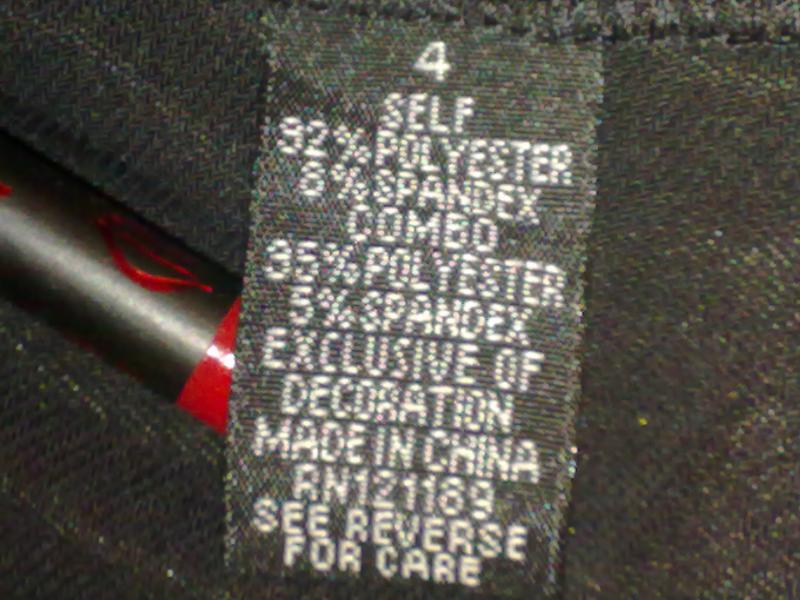 4
SELF
92%POLYESTER
8%SPANDEX
COMBO
95%POLYESTER
5%SPANDEX
EXCLUSIVE OF
DECORATION
MADE IN CHINA
RN121189
SEE REVERSE
FOR CARE